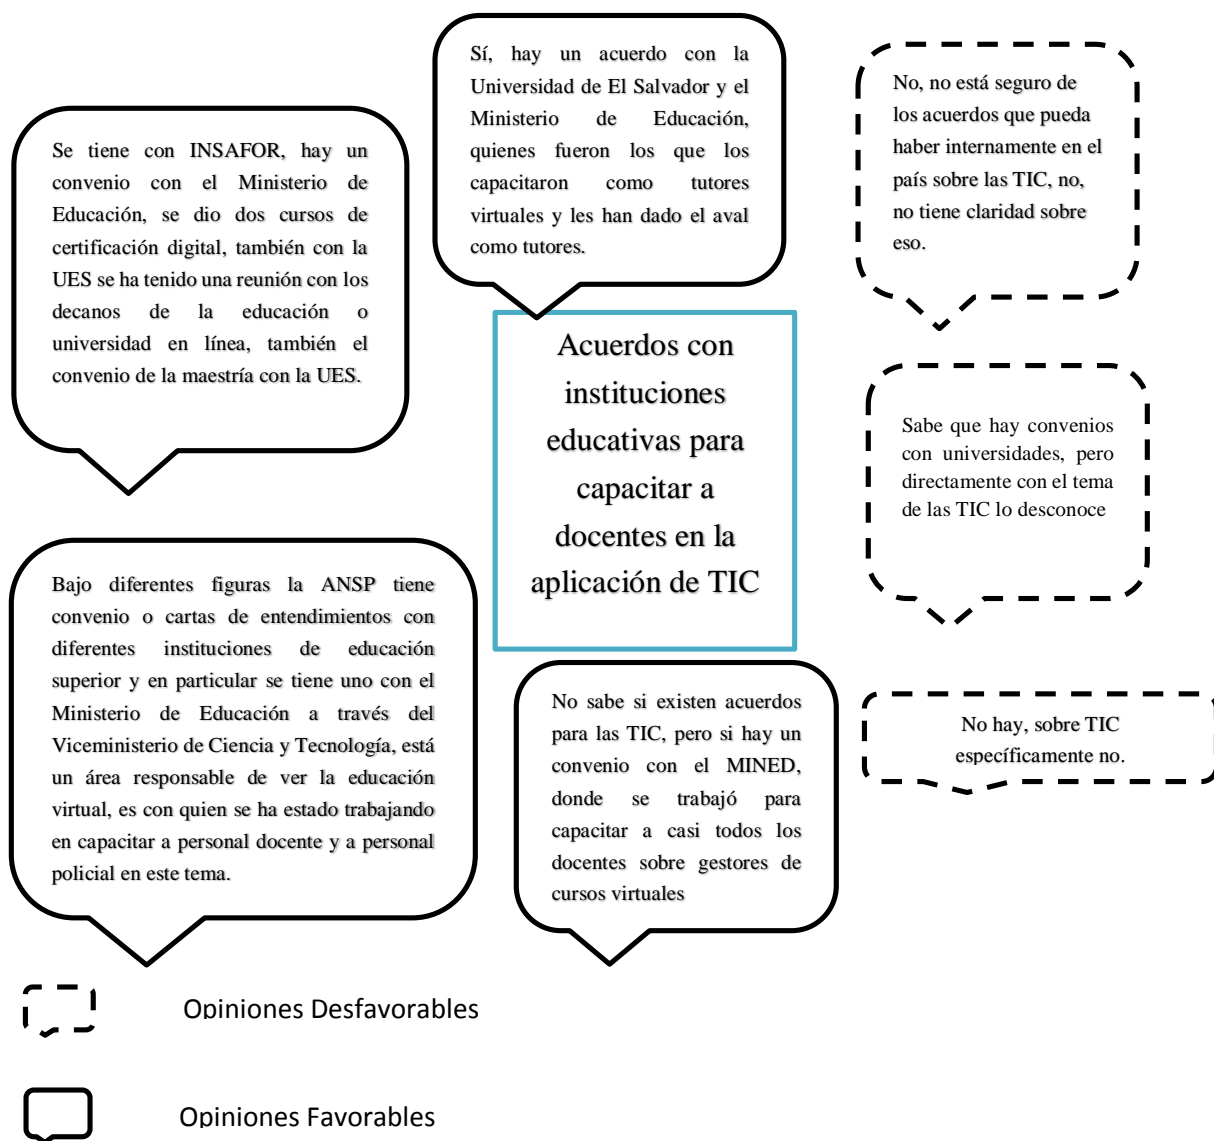 Se tiene con INSAFOR, hay un
convenio con el Ministerio de
Educación, se dio dos cursos de
certificación digital, también con la
UES se ha tenido una reunión con los
decanos de la educación o
universidad en línea, también el
convenio de la maestría con la UES.
Sí, hay un acuerdo con la
Universidad de El Salvador y el
Ministerio de Educación,
quienes fueron los que los
capacitaron como tutores
virtuales y les han dado el aval
como tutores.
No, no está seguro de
los acuerdos que pueda
haber internamente en el
país sobre las TIC, no,
no tiene claridad sobre
eso.
Acuerdos con
instituciones
educativas para
capacitar a
docentes en la
aplicación de TIC
Sabe que hay convenios
con universidades, pero
directamente con el tema
de las TIC lo desconoce
Bajo diferentes figuras la ANSP tiene
convenio o cartas de entendimientos con
diferentes instituciones de educación
superior y en particular se tiene uno con el
Ministerio de Educación a través del
Viceministerio de Ciencia y Tecnología, está
un área responsable de ver la educación
virtual, es con quien se ha estado trabajando
en capacitar a personal docente y a personal
policial en este tema.
No sabe si existen acuerdos
para las TIC, pero si hay un
convenio con el MINED,
donde se trabajó para
capacitar a casi todos los
docentes sobre gestores de
cursos virtuales
No hay, sobre TIC
específicamente no.
Opiniones Desfavorables
Opiniones Favorables